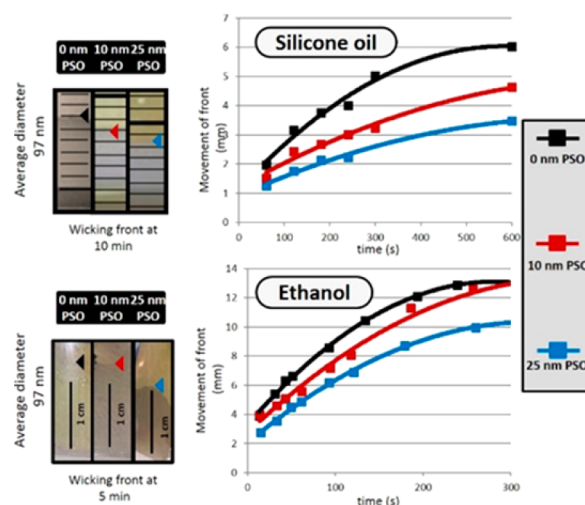 0 nm PSO
10 nm PSO
25 nm PSO
Average diameter
97 nm
Wicking front at
10 min
Silicone oil
Movement of front
(mm)
7
6
5
4
3
2
1
0
0
100
200
300
400
500
600
time (s)
0 nm PSO
10 nm PSO
25 nm PSO
0 nm PSO
10 nm PSO
25 nm PSO
Average diameter
97 nm
1 cm
1 cm
1 cm
Wicking front at
5 min
Ethanol
Movement of front
(mm)
14
12
10
8
6
4
2
0
0
100
200
300
time (s)